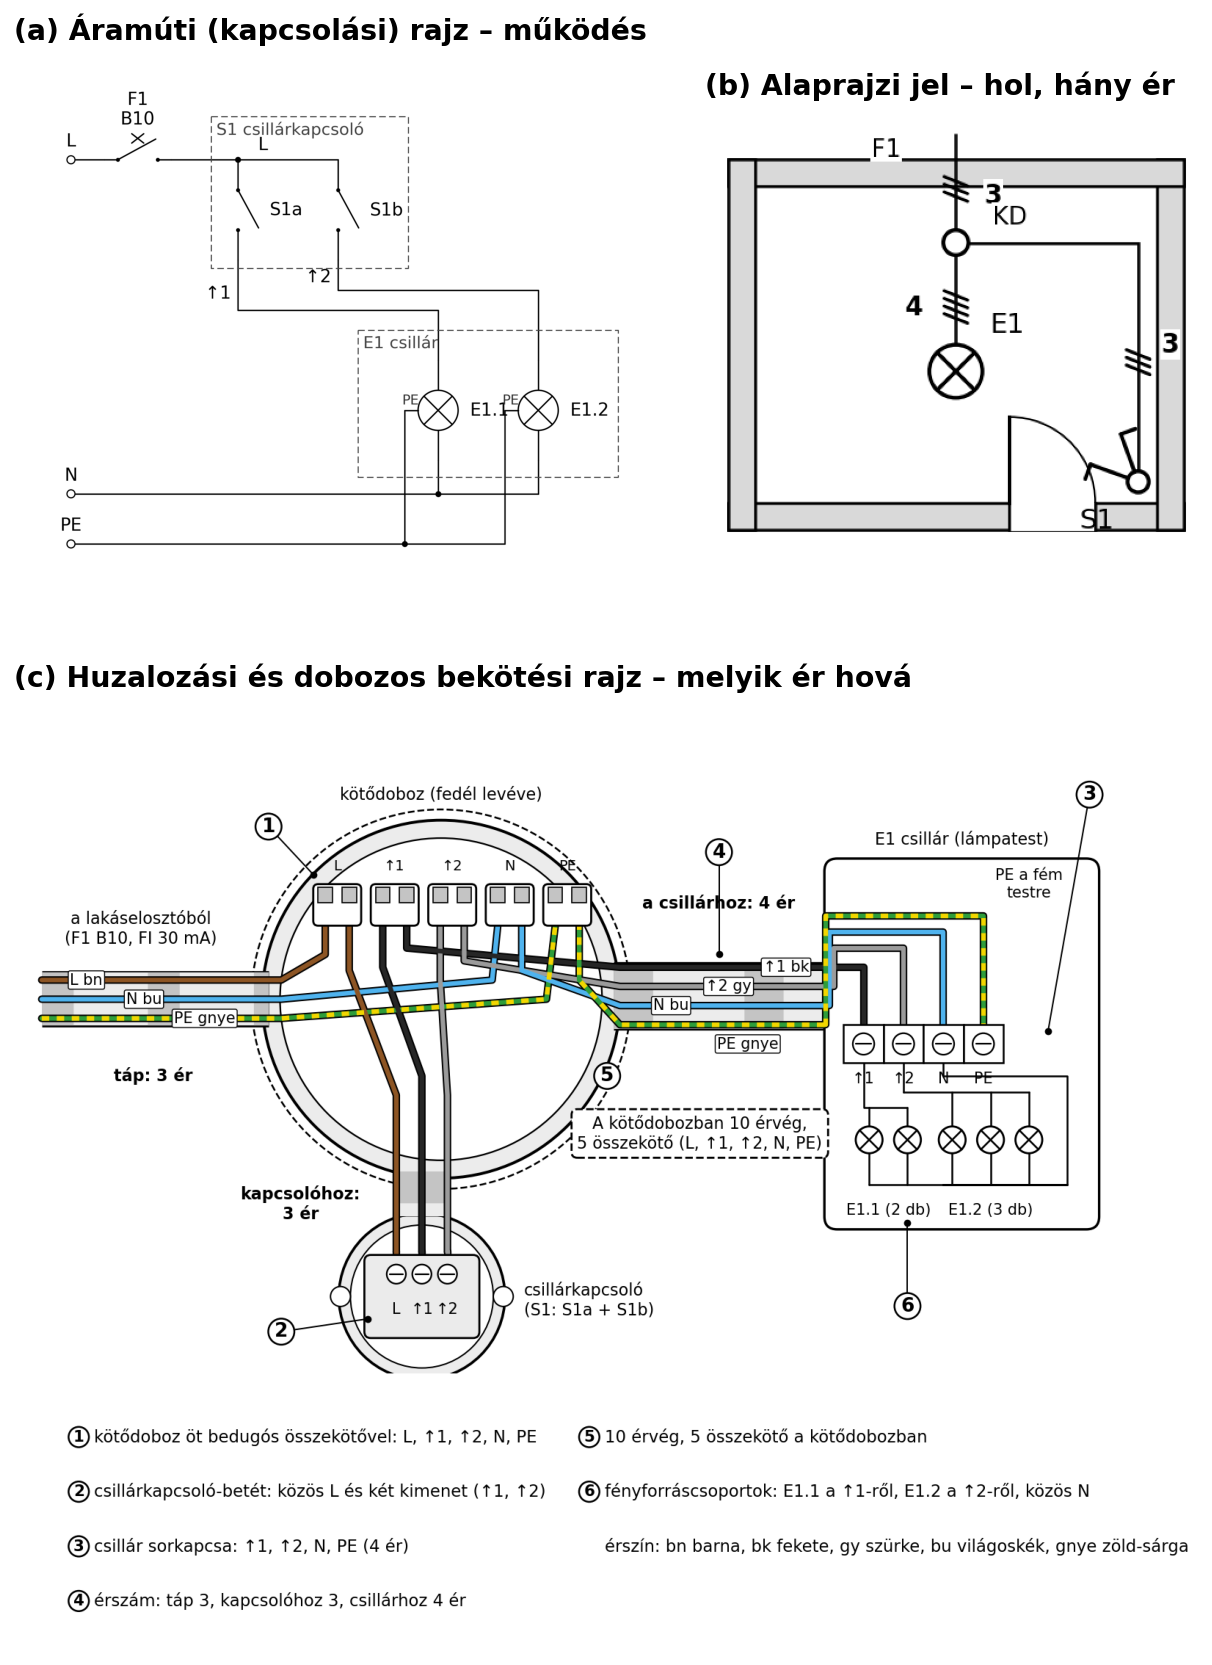 (a) Áramúti (kapcsolási) rajz – működés
F1
B10
L
S1 csillárkapcsoló
L
S1a
S1b
↑2
↑1
E1 csillár
PE
E1.1
PE
E1.2
N
PE
(b) Alaprajzi jel – hol, hány ér
F1
3
KD
4
E1
3
S1
(c) Huzalozási és dobozos bekötési rajz – melyik ér hová
kötődoboz (fedél levéve)
1
3
4
E1 csillár (lámpatest)
L
↑1
↑2
N
PE
PE a fém
testre
a csillárhoz: 4 ér
a lakáselosztóból
(F1 B10, FI 30 mA)
L bn
N bu
PE gnye
↑1 bk
↑2 gy
N bu
PE gnye
táp: 3 ér
5
↑1
↑2
N
PE
A kötődobozban 10 érvég,
5 összekötő (L, ↑1, ↑2, N, PE)
kapcsolóhoz:
3 ér
E1.1 (2 db)
E1.2 (3 db)
csillárkapcsoló
(S1: S1a + S1b)
L
↑1
↑2
2
6
1 kötődoboz öt bedugós összekötővel: L, ↑1, ↑2, N, PE
2 csillárkapcsoló-betét: közös L és két kimenet (↑1, ↑2)
3 csillár sorkapcsa: ↑1, ↑2, N, PE (4 ér)
4 érszám: táp 3, kapcsolóhoz 3, csillárhoz 4 ér
5 10 érvég, 5 összekötő a kötődobozban
6 fényforráscsoportok: E1.1 a ↑1-ről, E1.2 a ↑2-ről, közös N
érszín: bn barna, bk fekete, gy szürke, bu világoskék, gnye zöld-sárga